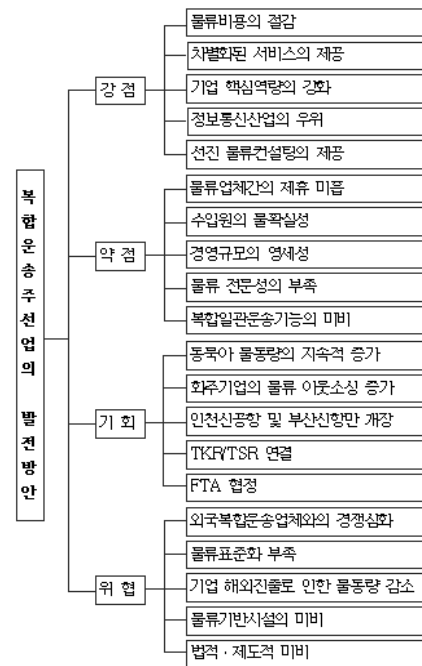 복합운송주선업의 발전방안
강점
물류비용의 절감
차별화된 서비스의 제공
기업 핵심역량의 강화
정보통신산업의 우위
선진 물류컨설팅의 제공
약점
물류업체간의 제휴 미흡
수입원의 물확실성
경영규모의 영세성
물류 전문성의 부족
복합일관운송기능의 미비
기회
동북아 물동량의 지속적 증가
화주기업의 물류 아웃소싱 증가
인천신공항 및 부산신항만 개장
TKR/TSR 연결
FTA 협정
위협
외국복합운송업체와의 경쟁심화
물류표준화 부족
기업 해외진출로 인한 물동량 감소
물류기반시설의 미비
법적·제도적 미비